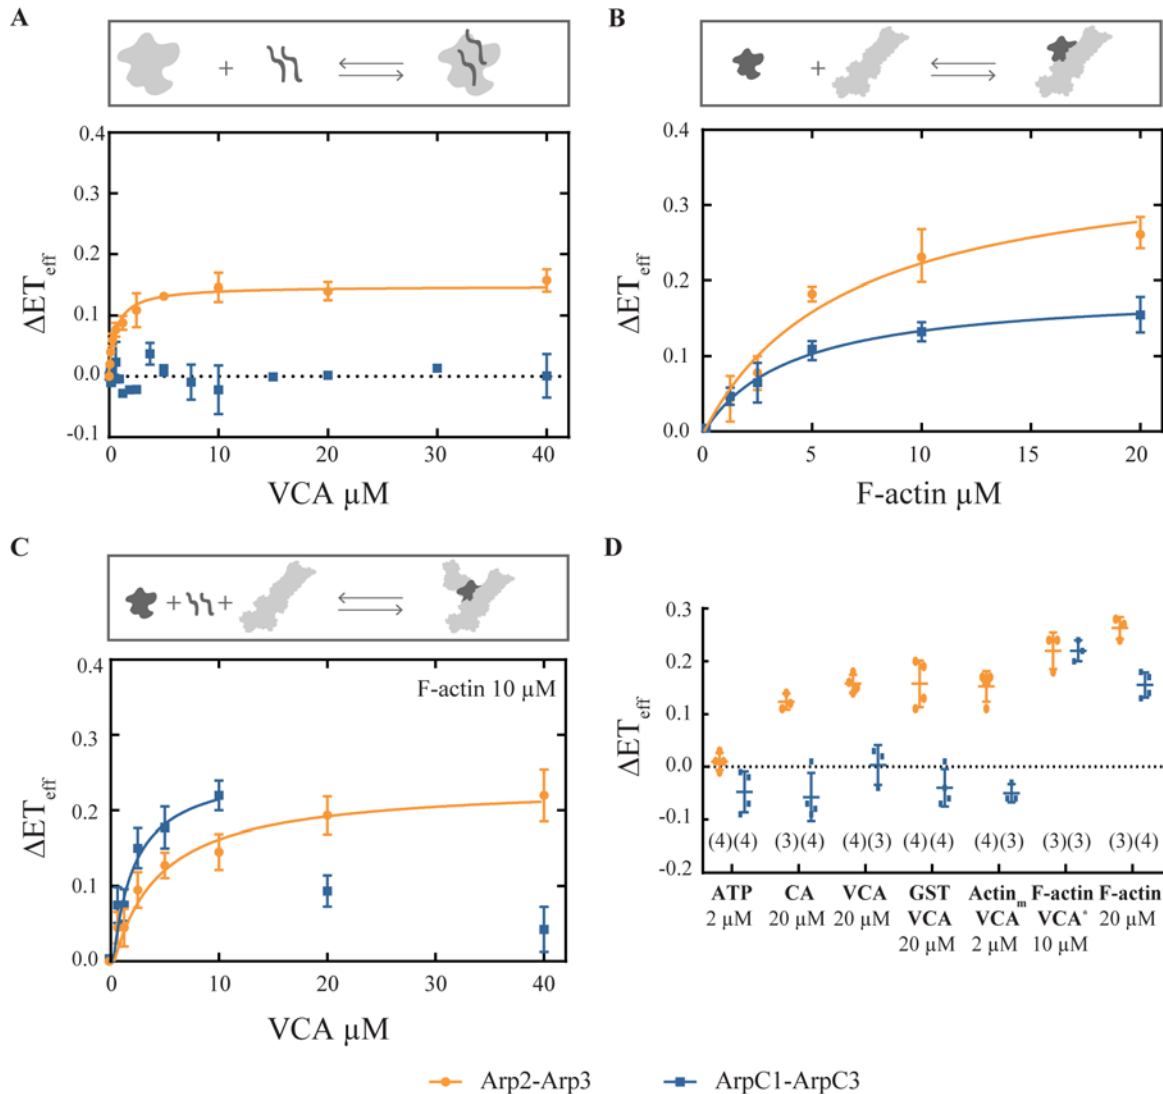 A
+
0.4
0.3
0.2
0.1
0.0
-0.1
ΔETeff
0
10
20
30
40
VCA µM
B
+
0.4
0.3
0.2
0.1
0.0
ΔETeff
0
5
10
15
20
F-actin µM
C
+ +
F-actin 10 µM
0.4
0.3
0.2
0.1
0.0
ΔETeff
0
10
20
30
40
VCA µM
D
0.3
0.2
0.1
0.0
-0.1
-0.2
ΔETeff
(4)(4) (3)(4) (4)(3) (4)(4) (4)(3) (3)(3) (3)(4)
ATP
2 µM
CA
20 µM
VCA
20 µM
GST
VCA
20 µM
Actinm
VCA
2 µM
F-actin
VCA*
10 µM
F-actin
20 µM
Arp2-Arp3
ArpC1-ArpC3